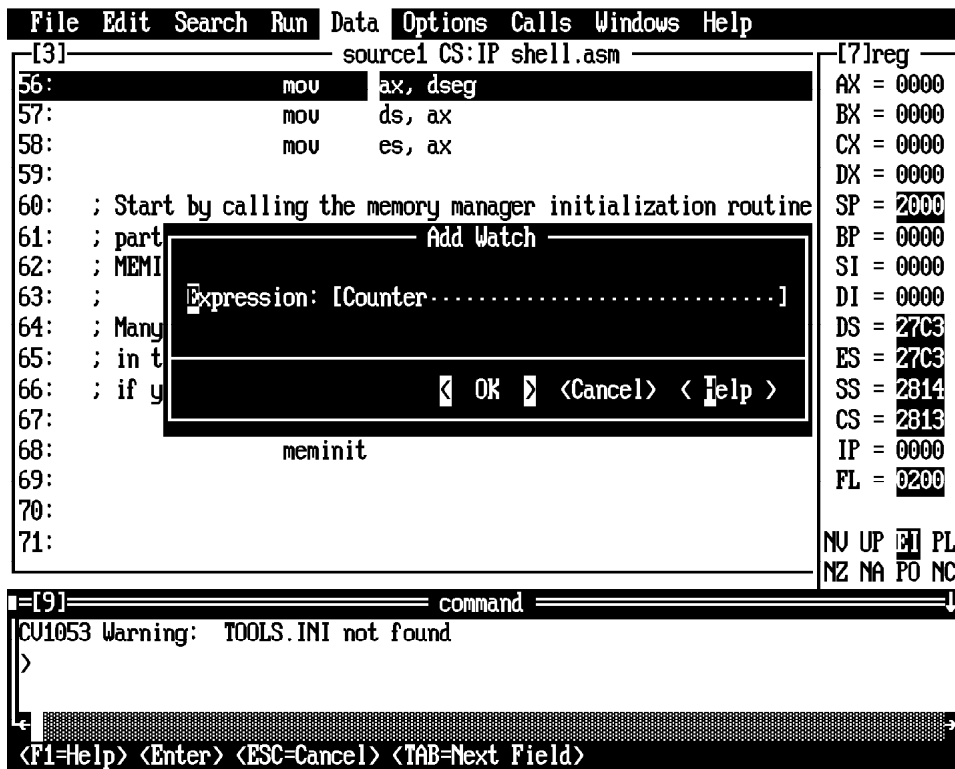 File Edit Search Run Data Options Calls Windows Help
[3] source1 CS:IP shell.asm [7]reg
56: mov ax, dseg AX = 0000
57: mov ds, ax BX = 0000
58: mov es, ax CX = 0000
59: DX = 0000
60: ; Start by calling the memory manager initialization routine SP = 2000
61: ; part Add Watch BP = 0000
62: ; MEMI SI = 0000
63: ; Expression: [Counter·····························] DI = 0000
64: ; Many DS = 27C3
65: ; in t ES = 27C3
66: ; if y < OK > <Cancel> < Help > SS = 2814
67: CS = 2813
68: meminit IP = 0000
69: FL = 0200
70:
71: NV UP EI PL
NZ NA PO NC
[9] command
CV1053 Warning: TOOLS.INI not found
>
<F1=Help> <Enter> <ESC=Cancel> <TAB=Next Field>